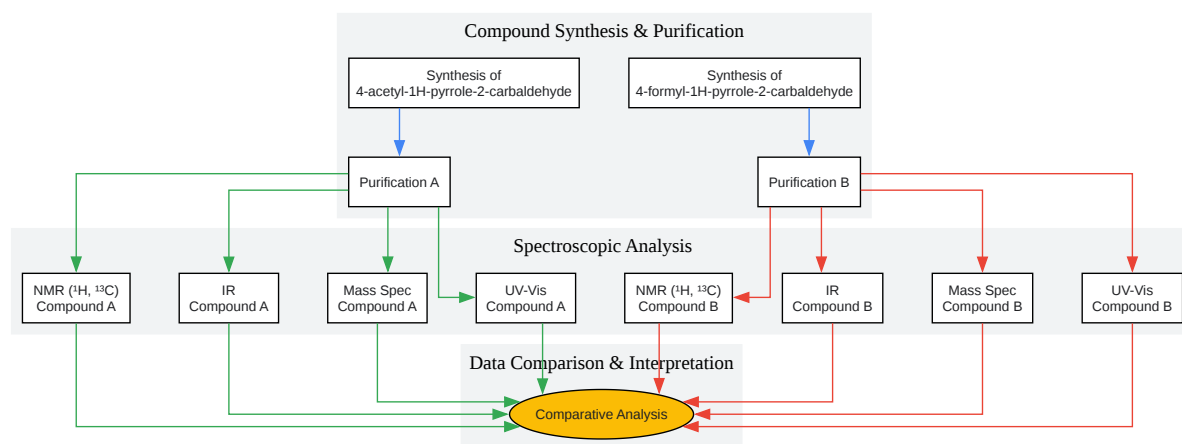 Compound Synthesis & Purification
Synthesis of
4-acetyl-1H-pyrrole-2-carbaldehyde
Synthesis of
4-formyl-1H-pyrrole-2-carbaldehyde
Purification A
Purification B
Spectroscopic Analysis
NMR (¹H, ¹³C)
Compound A
IR
Compound A
Mass Spec
Compound A
UV-Vis
Compound A
NMR (¹H, ¹³C)
Compound B
IR
Compound B
Mass Spec
Compound B
UV-Vis
Compound B
Data Comparison & Interpretation
Comparative Analysis